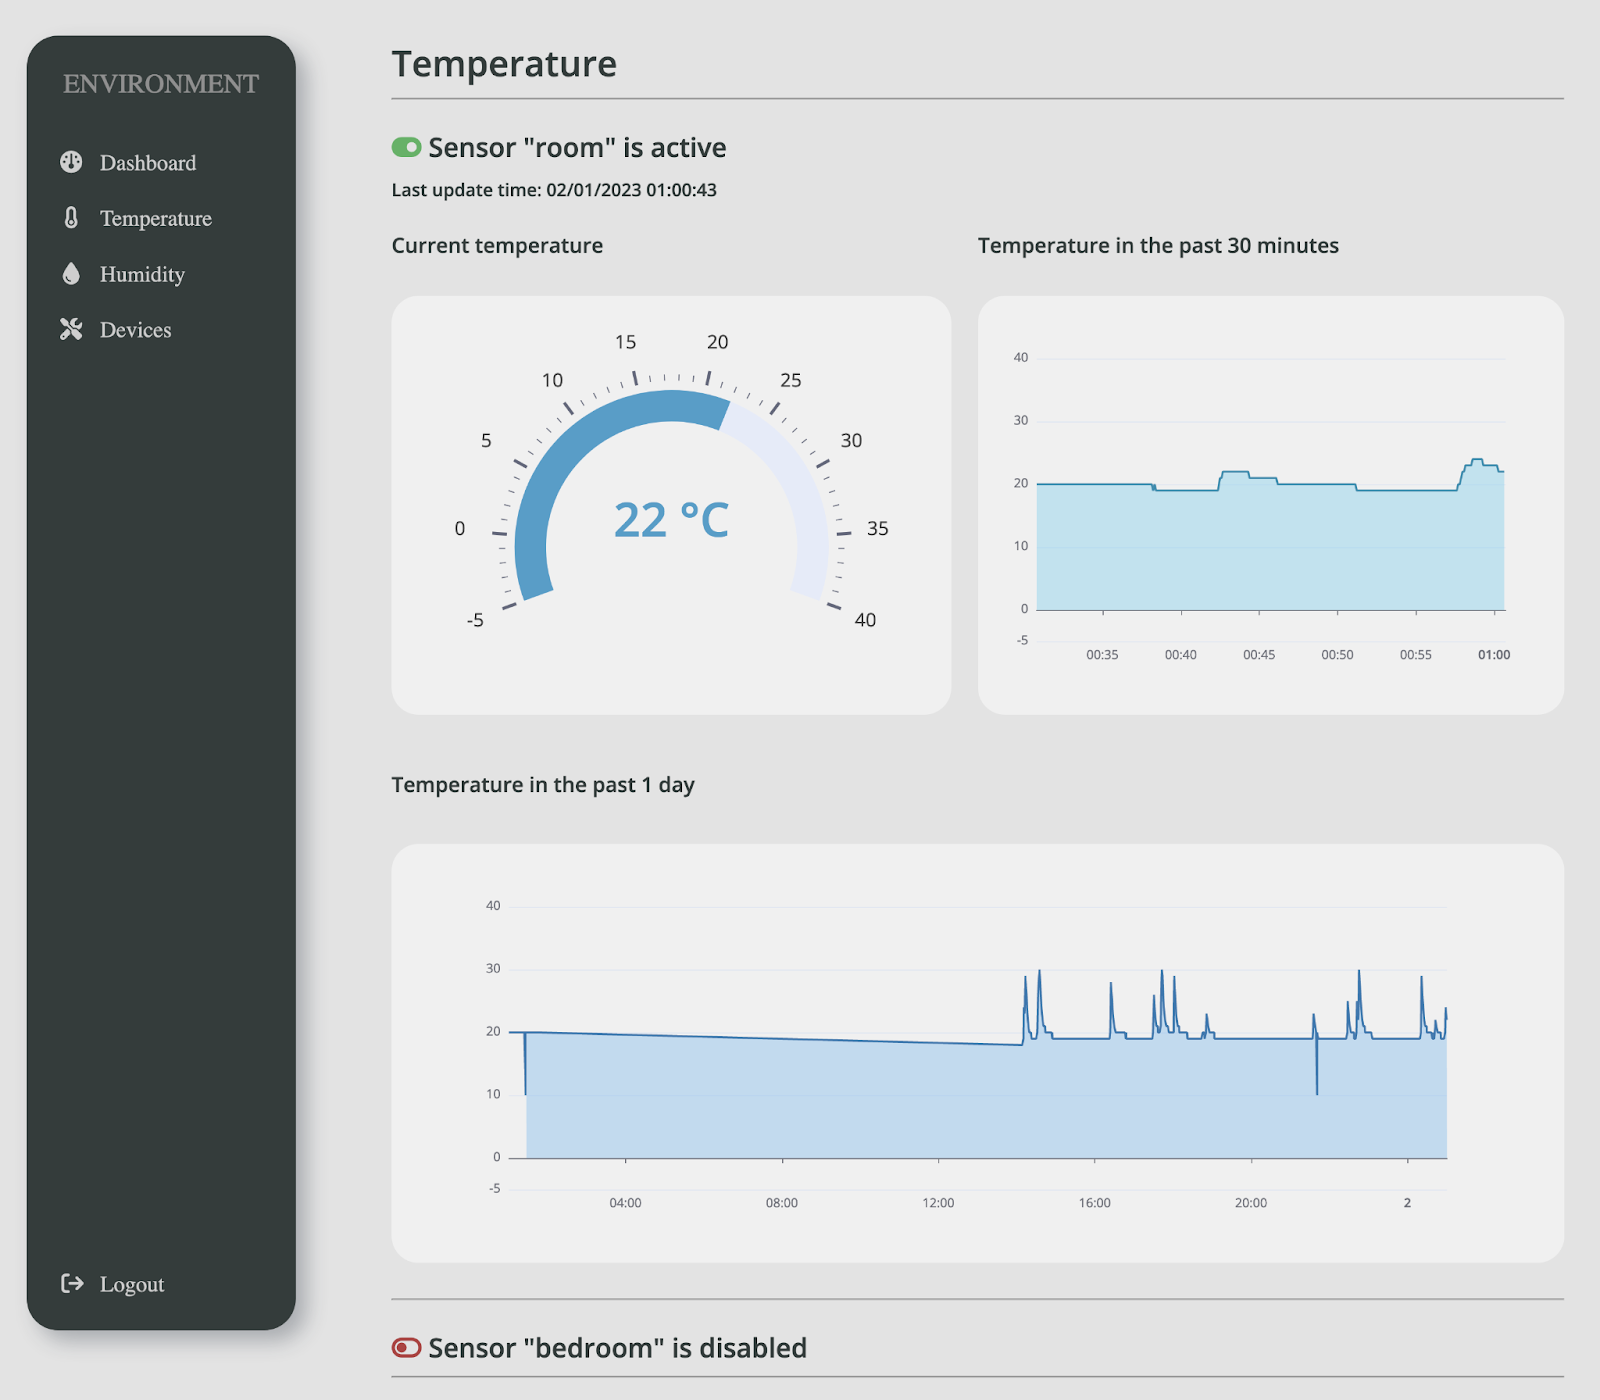 ENVIRONMENT
Dashboard
Temperature
Humidity
Devices
Logout
Temperature
Sensor "room" is active
Last update time: 02/01/2023 01:00:43
Current temperature
-5
0
5
10
15
20
25
30
35
40
22 °C
Temperature in the past 30 minutes
40
30
20
10
0
-5
00:35 00:40 00:45 00:50 00:55 01:00
Temperature in the past 1 day
40
30
20
10
0
-5
04:00 08:00 12:00 16:00 20:00 2
Sensor "bedroom" is disabled